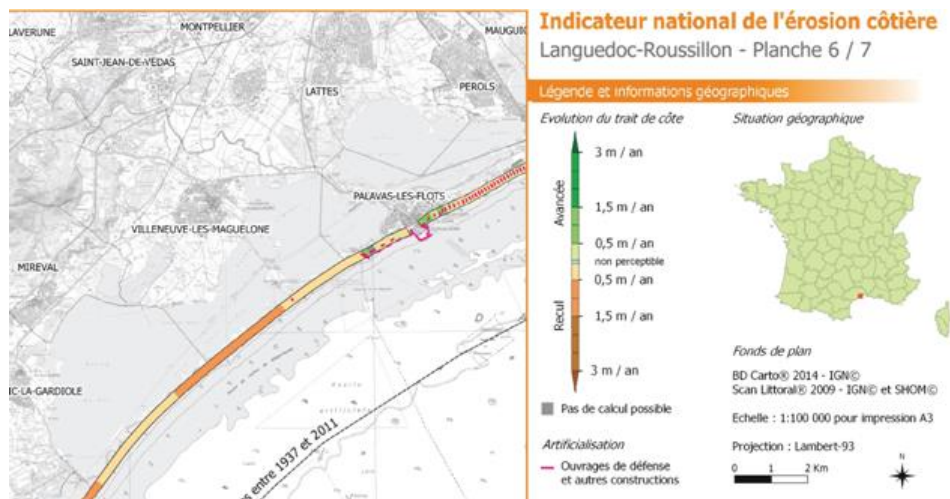 Indicateur national de l'érosion côtière
Languedoc-Roussillon - Planche 6 / 7
Légende et informations géographiques
Evolution du trait de côte
Avancée
3 m / an
1,5 m / an
0,5 m / an
non perceptible
Recul
0,5 m / an
1,5 m / an
3 m / an
Pas de calcul possible
Artificialisation
Ouvrages de défense
et autres constructions
Situation géographique
Fonds de plan
BD Carto® 2014 - IGN©
Scan Littoral® 2009 - IGN© et SHOM©
Echelle : 1:100 000 pour impression A3
Projection : Lambert-93
0 1 2 Km
LAVERUNE
MONTPELLIER
MAUGUIO
SAINT-JEAN-DE-VEDAS
LATTES
PEROLS
PALAVAS-LES-FLOTS
VILLENEUVE-LES-MAGUELONE
MIREVAL
IC-LA-GARDIOLE
es entre 1937 et 2011